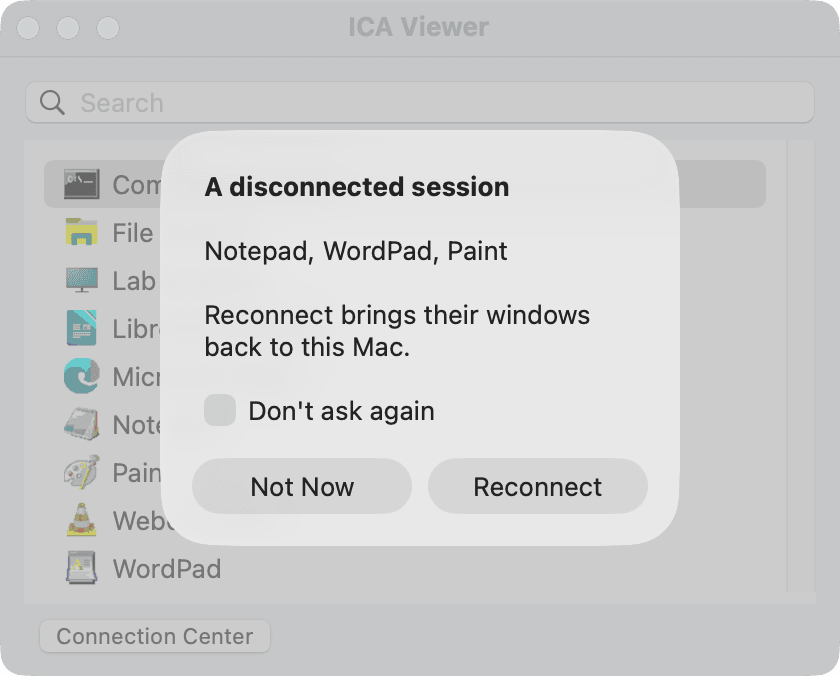 ICA Viewer
Search
A disconnected session
Notepad, WordPad, Paint
Reconnect brings their windows
back to this Mac.
Don't ask again
Not Now
Reconnect
File
Lab
WordPad
Connection Center